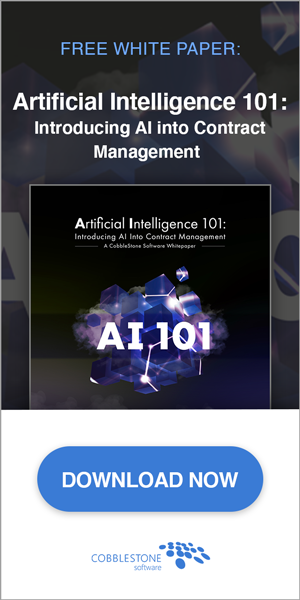 FREE WHITE PAPER:
Artificial Intelligence 101:
Introducing AI into Contract
Management
Artificial Intelligence 101:
Introducing AI Into Contract Management
A CobbleStone Software Whitepaper
AI 101
DOWNLOAD NOW
COBBLESTONE
software